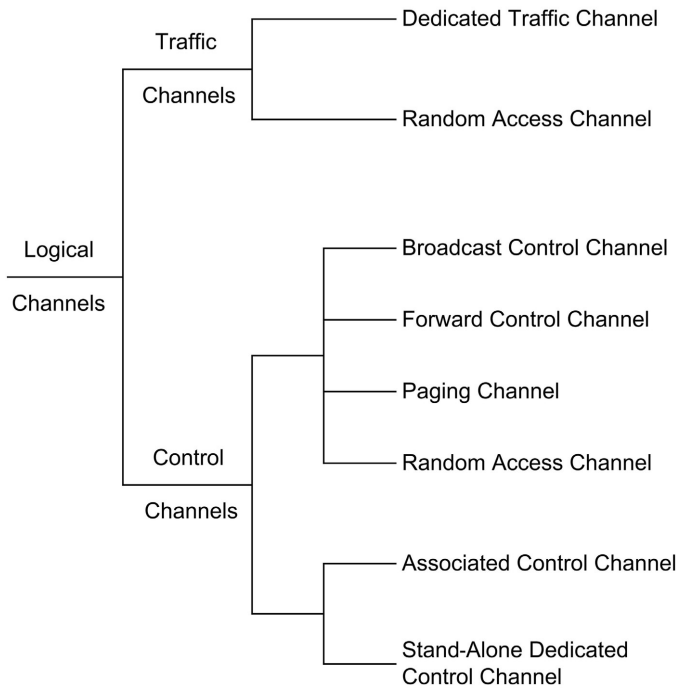 Dedicated Traffic Channel
Traffic
Channels
Random Access Channel
Logical
Channels
Broadcast Control Channel
Forward Control Channel
Paging Channel
Control
Channels
Random Access Channel
Associated Control Channel
Stand-Alone Dedicated
Control Channel